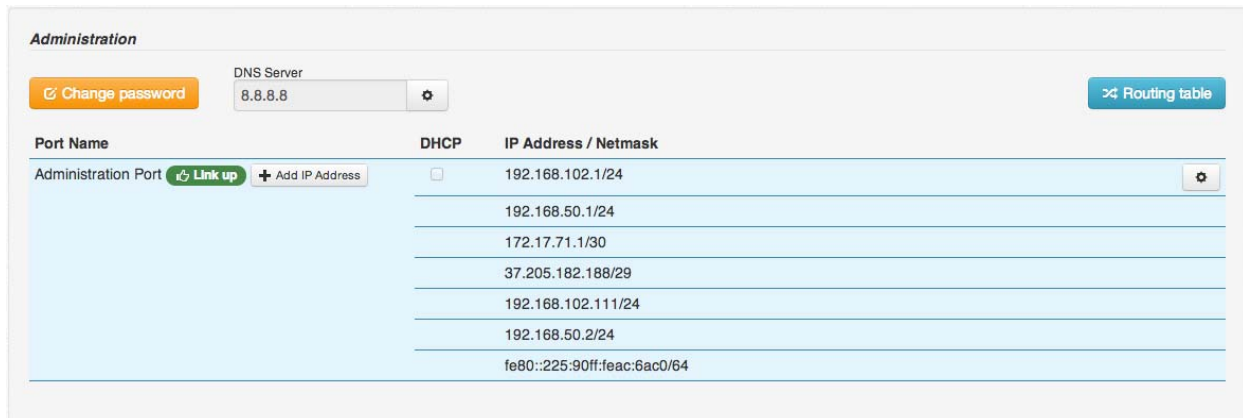 Administration
Change password
DNS Server
8.8.8.8
Routing table
Port Name DHCP IP Address / Netmask
Administration Port Link up Add IP Address 192.168.102.1/24
192.168.50.1/24
172.17.71.1/30
37.205.182.188/29
192.168.102.111/24
192.168.50.2/24
fe80::225:90ff:feac:6ac0/64